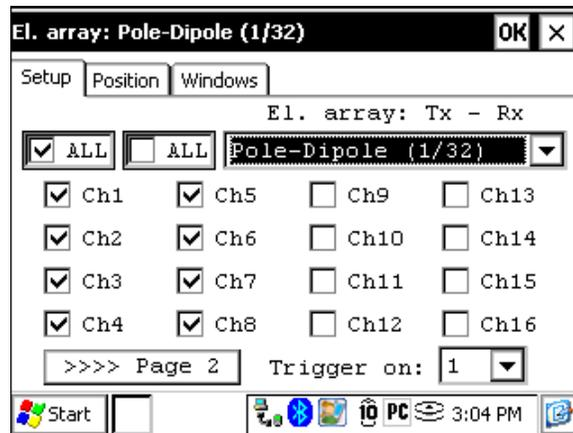 El. array: Pole-Dipole (1/32) OK ×
Setup Position Windows
El. array: Tx - Rx
ALL ALL Pole-Dipole (1/32)
Ch1 Ch5 Ch9 Ch13
Ch2 Ch6 Ch10 Ch14
Ch3 Ch7 Ch11 Ch15
Ch4 Ch8 Ch12 Ch16
>>>> Page 2 Trigger on: 1
Start PC 3:04 PM